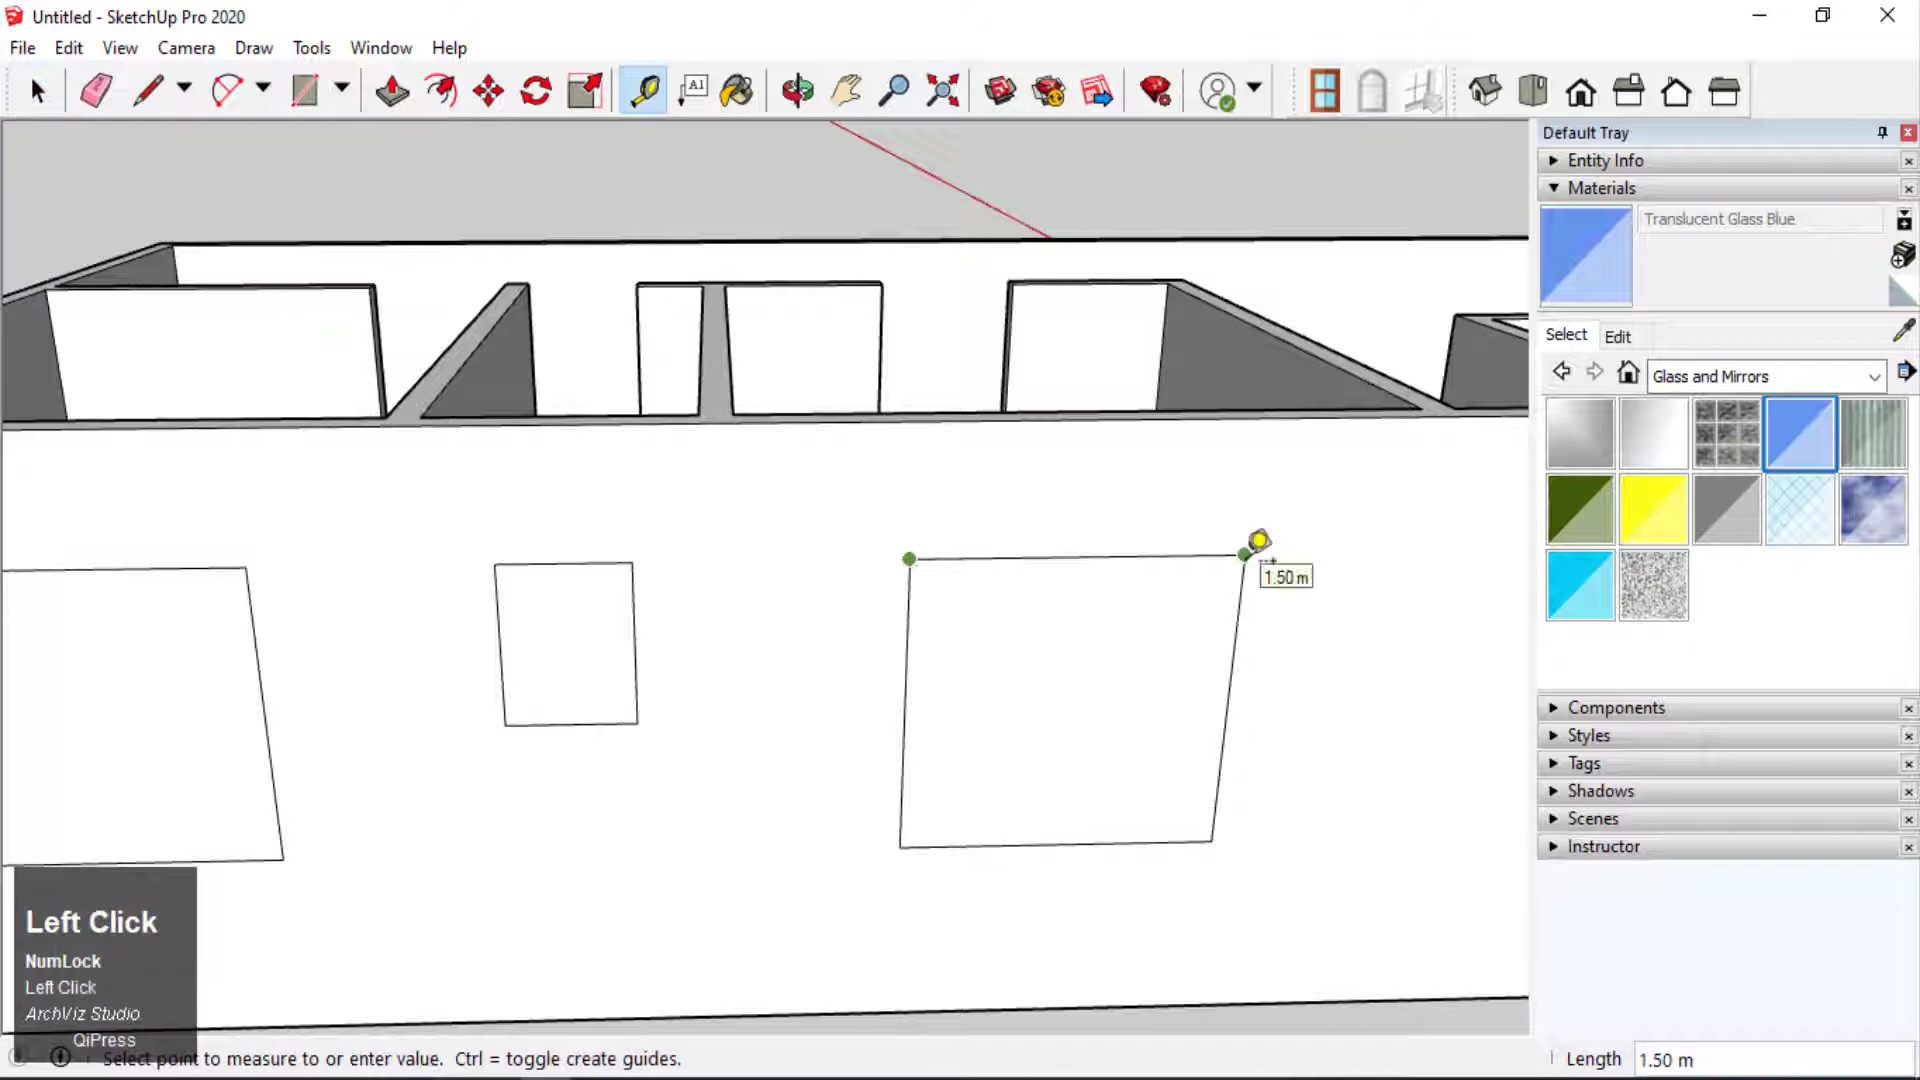 Untitled - SketchUp Pro 2020
File Edit View Camera Draw Tools Window Help
A1
Default Tray
Entity Info
Materials
Translucent Glass Blue
Select Edit
Glass and Mirrors
1.50 m
Components
Styles
Tags
Shadows
Scenes
Instructor
Left Click
NumLock
Left Click
ArchViz Studio
QiPress
Select point to measure to or enter value. Ctrl = toggle create guides.
Length 1.50 m